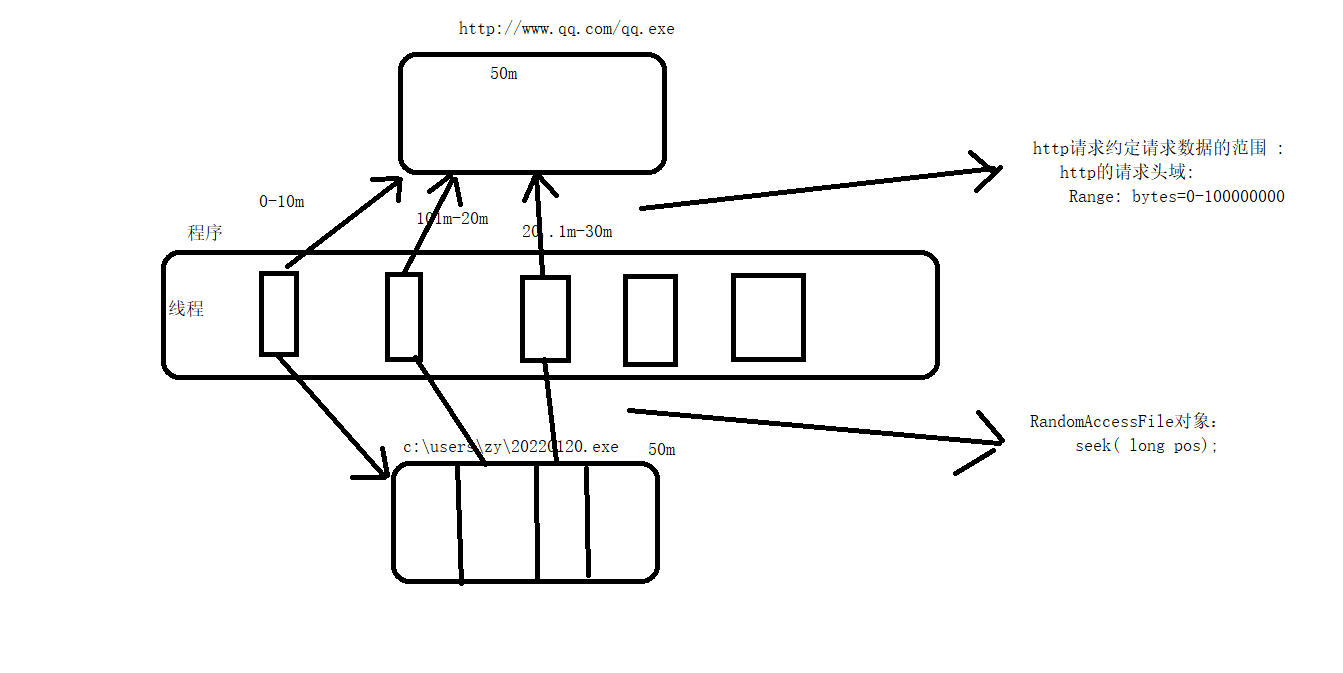 http://www.qq.com/qq.exe
50m
http请求约定请求数据的范围 :
http的请求头域:
Range: bytes=0-100000000
0-10m
101m-20m
20..1m-30m
程序
线程
RandomAccessFile对象:
seek( long pos);
c:\users\zy\20220120.exe
50m